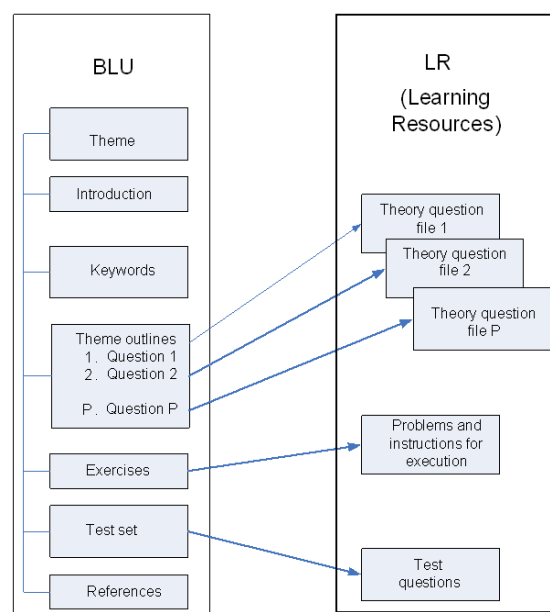 BLU
Theme
Introduction
Keywords
Theme outlines
1. Question 1
2. Question 2
P. Question P
Exercises
Test set
References
LR
(Learning
Resources)
Theory question
file 1
Theory question
file 2
Theory question
file P
Problems and
instructions for
execution
Test
questions